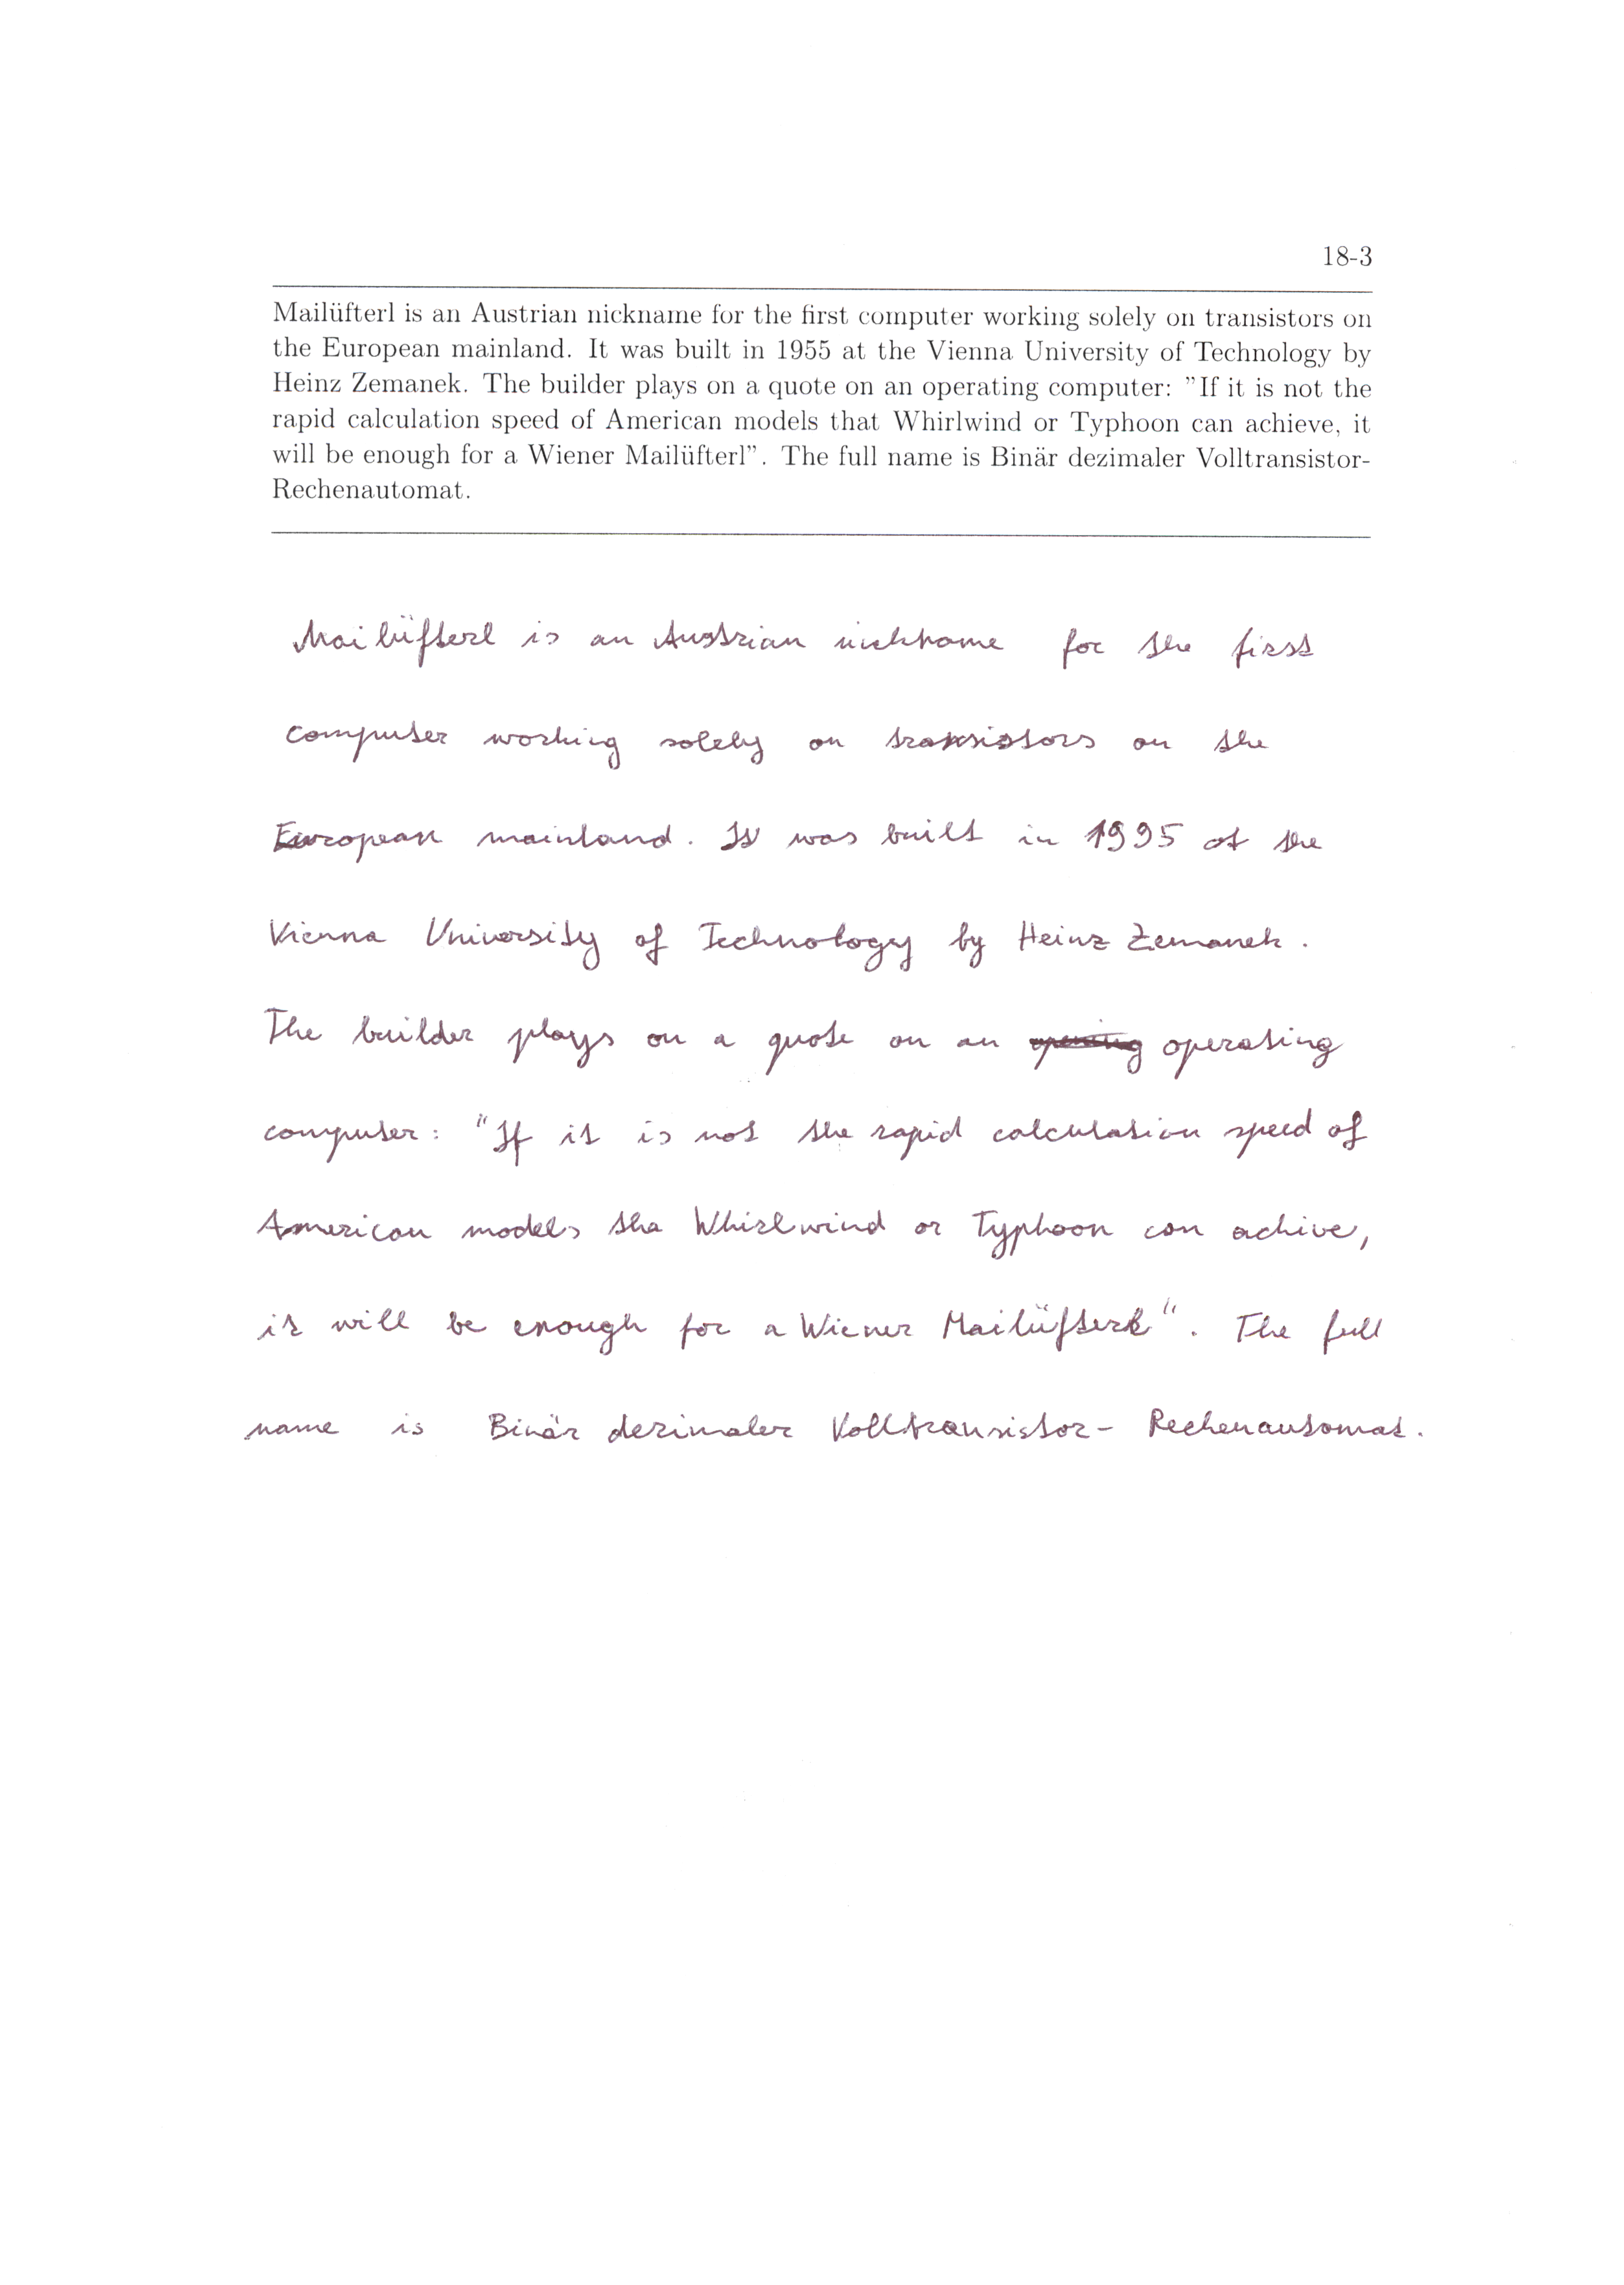 18-3
Mailüfterl is an Austrian nickname for the first computer working solely on transistors on
the European mainland. It was built in 1955 at the Vienna University of Technology by
Heinz Zemanek. The builder plays on a quote on an operating computer: "If it is not the
rapid calculation speed of American models that Whirlwind or Typhoon can achieve, it
will be enough for a Wiener Mailüfterl". The full name is Binär dezimaler Volltransistor-
Rechenautomat.
Mailüfterl is an Austrian nickname for the first
computer working solely on transistors on the
European mainland. It was built in 1995 at the
Vienna University of Technology by Heinz Zemanek.
The builder plays on a quote on an operating
computer: "If it is not the rapid calculation speed of
American models tha Whirlwind or Typhoon can achive,
it will be enough for a Wiener Mailüfterl". The full
name is Binär dezimaler Volltransistor- Rechenautomat.